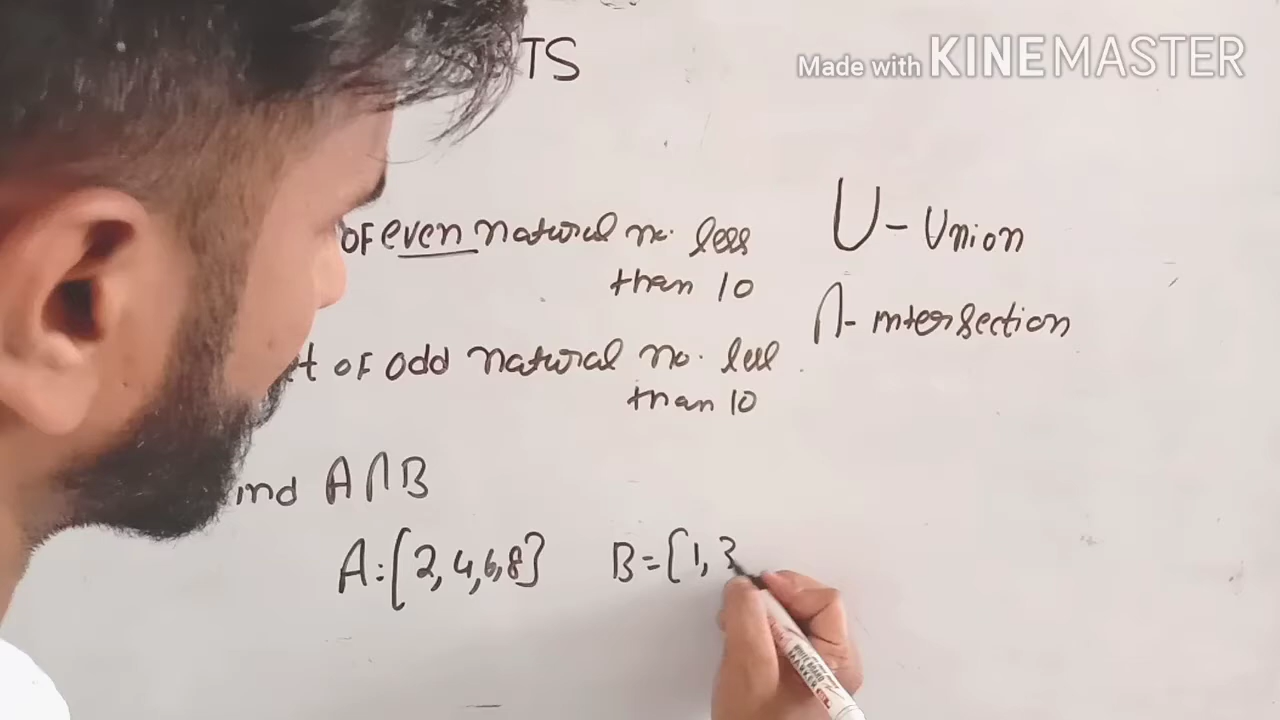 TS
Made with KINEMASTER
of even natural no. less
than 10
U - Union
∩ - intersection
of odd natural no. less
than 10
A∩B
A:{2,4,6,8} B={1,3